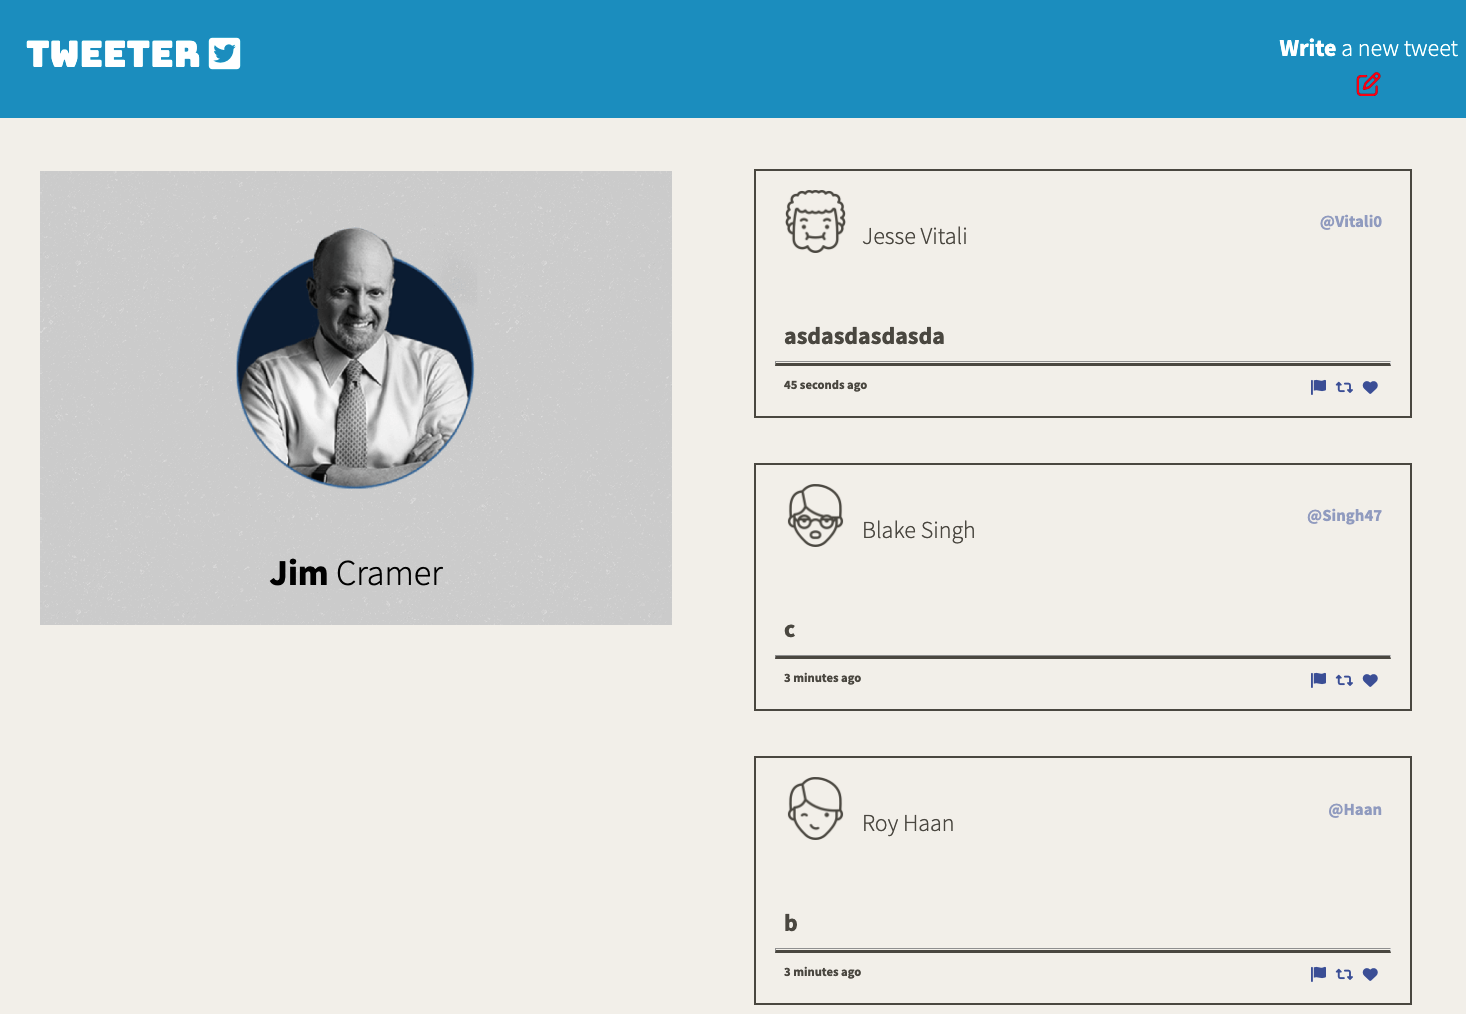 TWEETER
Write a new tweet
Jim Cramer
Jesse Vitali
@Vitali0
asdasdasdasda
45 seconds ago
Blake Singh
@Singh47
c
3 minutes ago
Roy Haan
@Haan
b
3 minutes ago